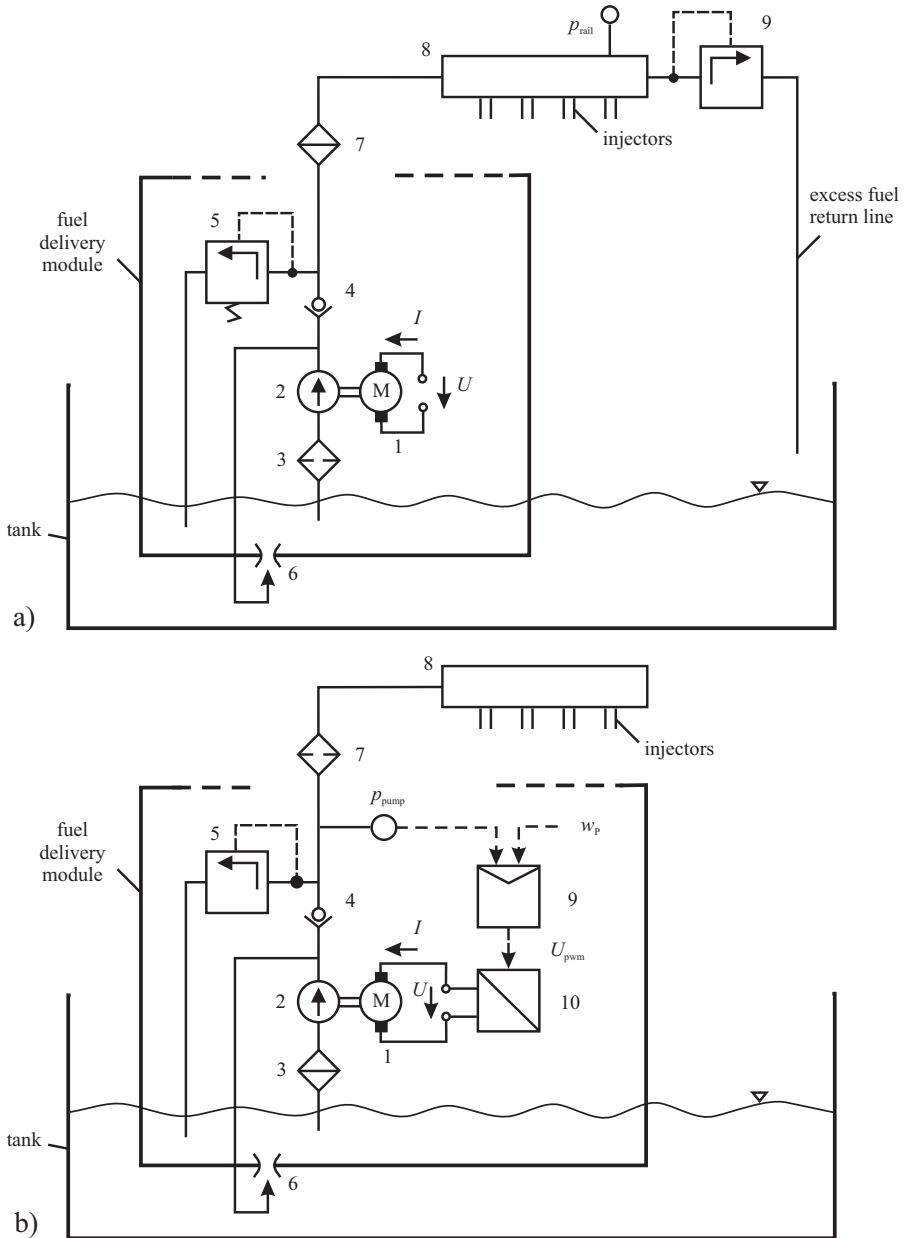 p_rail
9
8
injectors
7
excess fuel
return line
fuel
delivery
module
5
4
I
2
M
U
3
1
tank
6
a)
8
injectors
7
p_pump
w_P
fuel
delivery
module
5
4
9
I
U_pwm
2
M
U
10
3
1
tank
6
b)